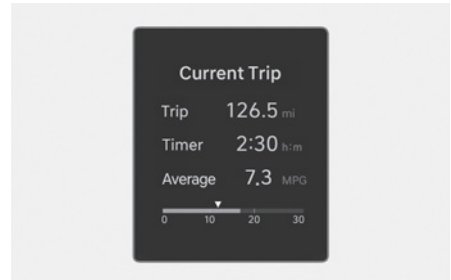 Current Trip
Trip 126.5 mi
Timer 2:30 h:m
Average 7.3 MPG
0 10 20 30